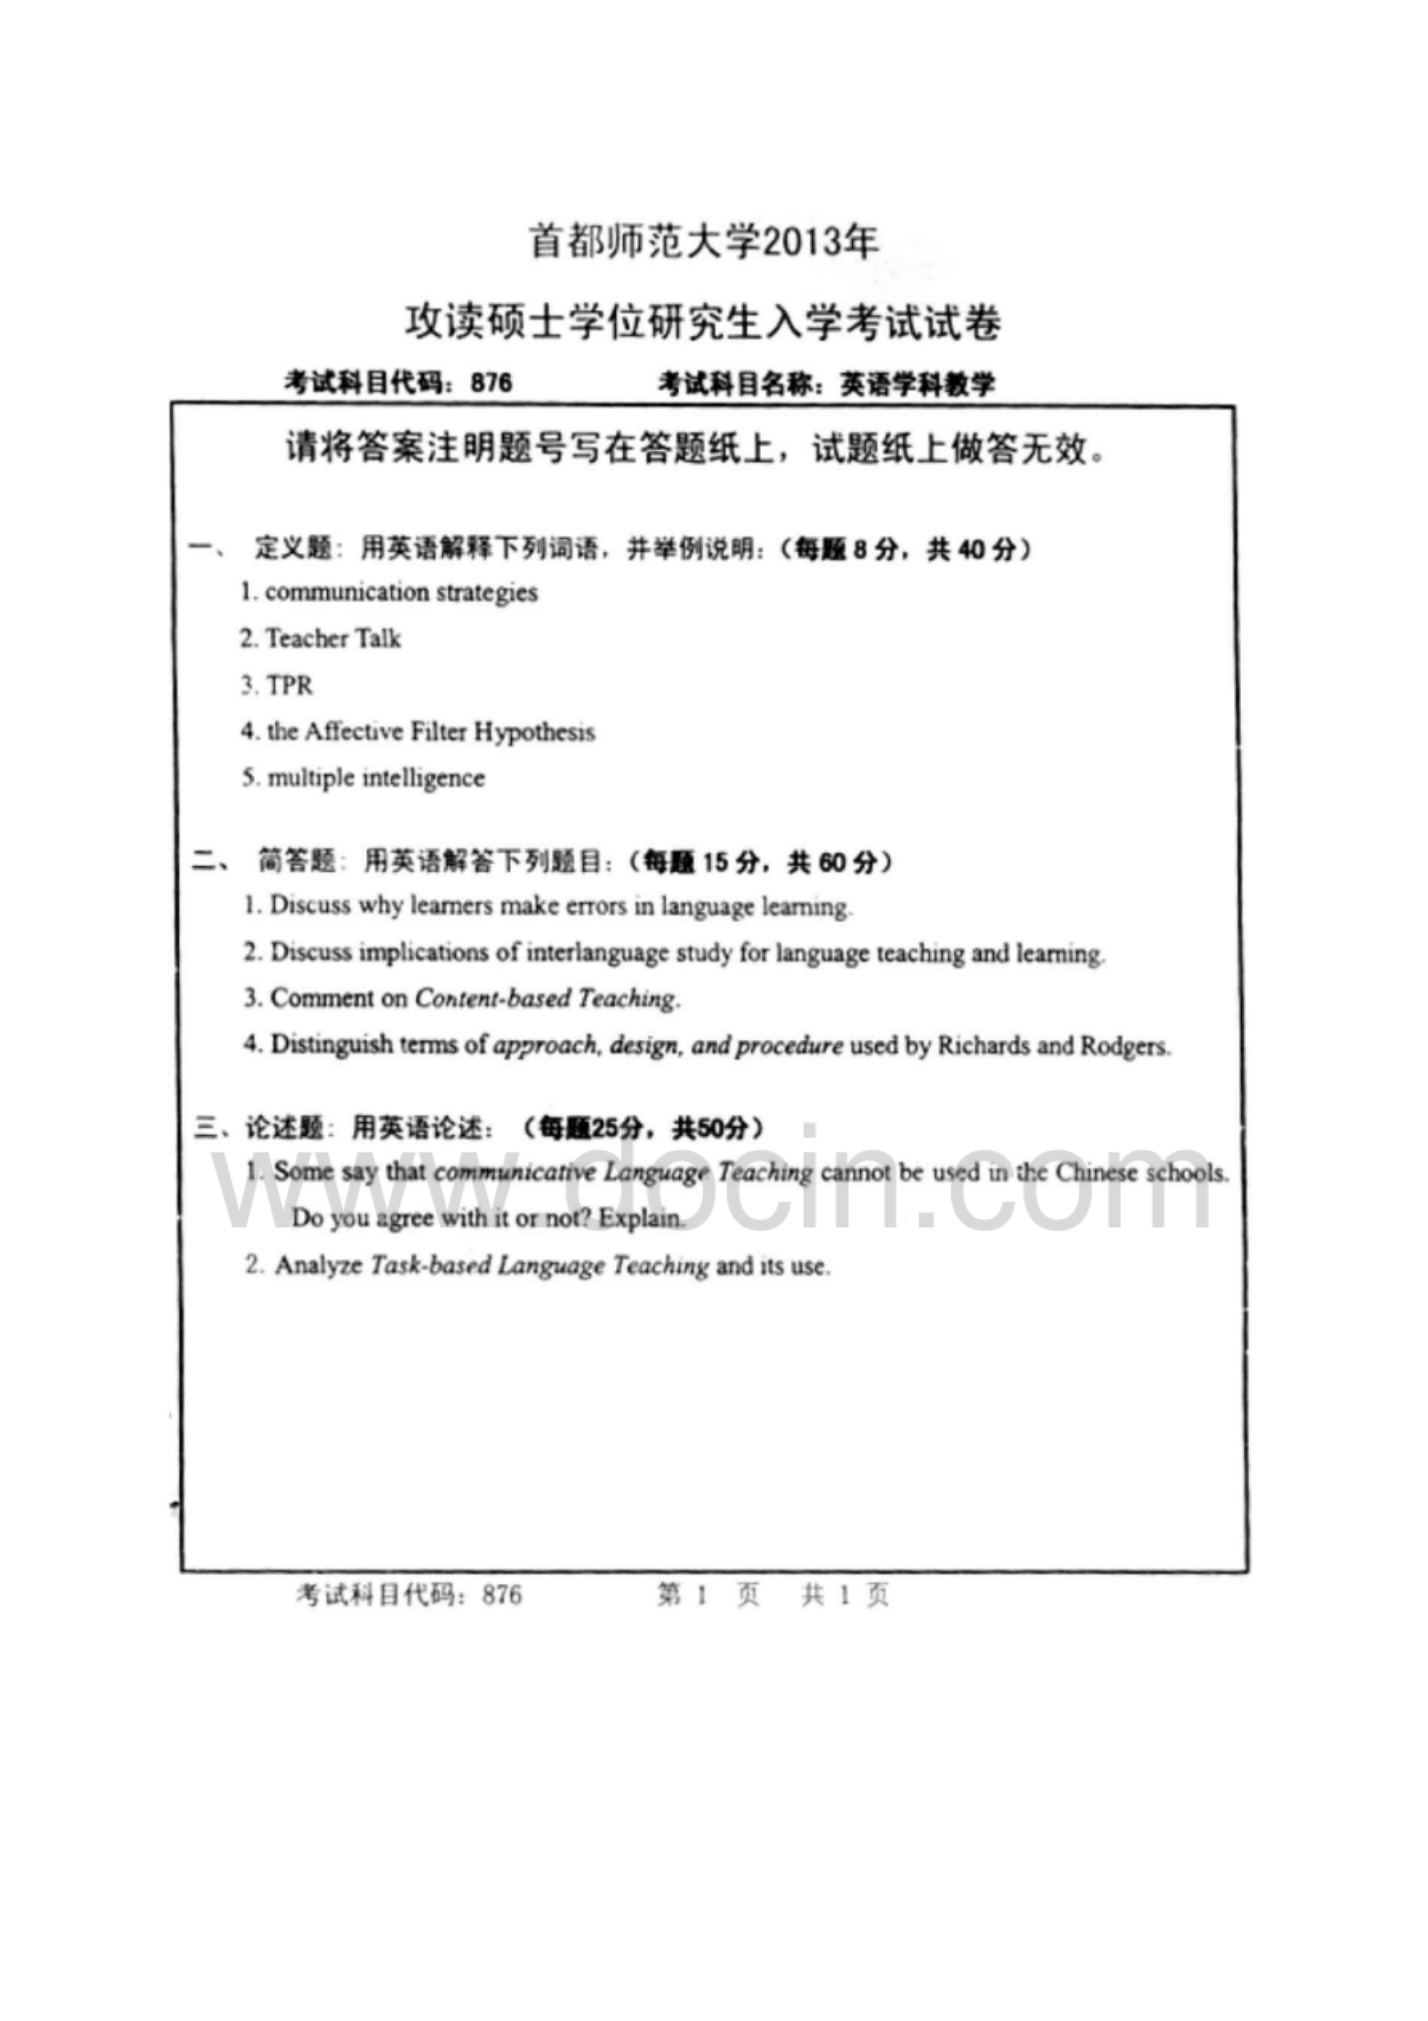 首都师范大学2013年
攻读硕士学位研究生入学考试试卷
考试科目代码：876 考试科目名称：英语学科教学
请将答案注明题号写在答题纸上，试题纸上做答无效。
一、 定义题：用英语解释下列词语，并举例说明：（每题 8 分，共 40 分）
1. communication strategies
2. Teacher Talk
3. TPR
4. the Affective Filter Hypothesis
5. multiple intelligence
二、 简答题：用英语解答下列题目：（每题 15 分，共 60 分）
1. Discuss why learners make errors in language learning.
2. Discuss implications of interlanguage study for language teaching and learning.
3. Comment on Content-based Teaching.
4. Distinguish terms of approach, design, and procedure used by Richards and Rodgers.
三、论述题：用英语论述：（每题25分，共50分）
1. Some say that communicative Language Teaching cannot be used in the Chinese schools.
Do you agree with it or not? Explain.
2. Analyze Task-based Language Teaching and its use.
www.docin.com
考试科目代码：876 第 1 页 共 1 页